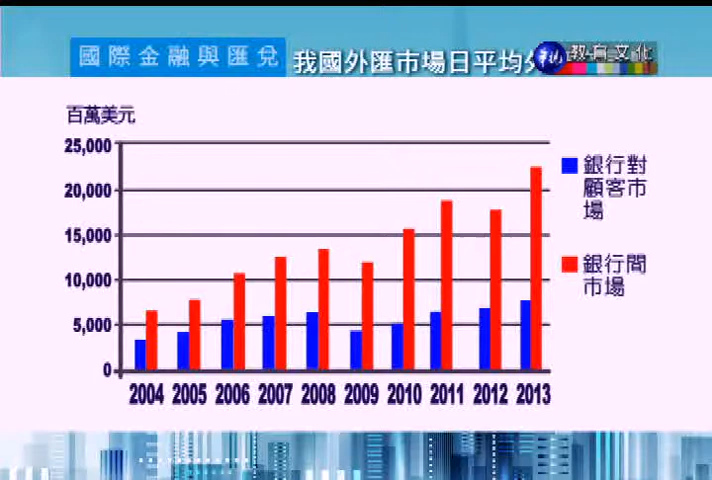 國際金融與匯兌
我國外匯市場日平均外
教育文化
百萬美元
25,000
20,000
15,000
10,000
5,000
0
2004 2005 2006 2007 2008 2009 2010 2011 2012 2013
銀行對
顧客市
場
銀行間
市場